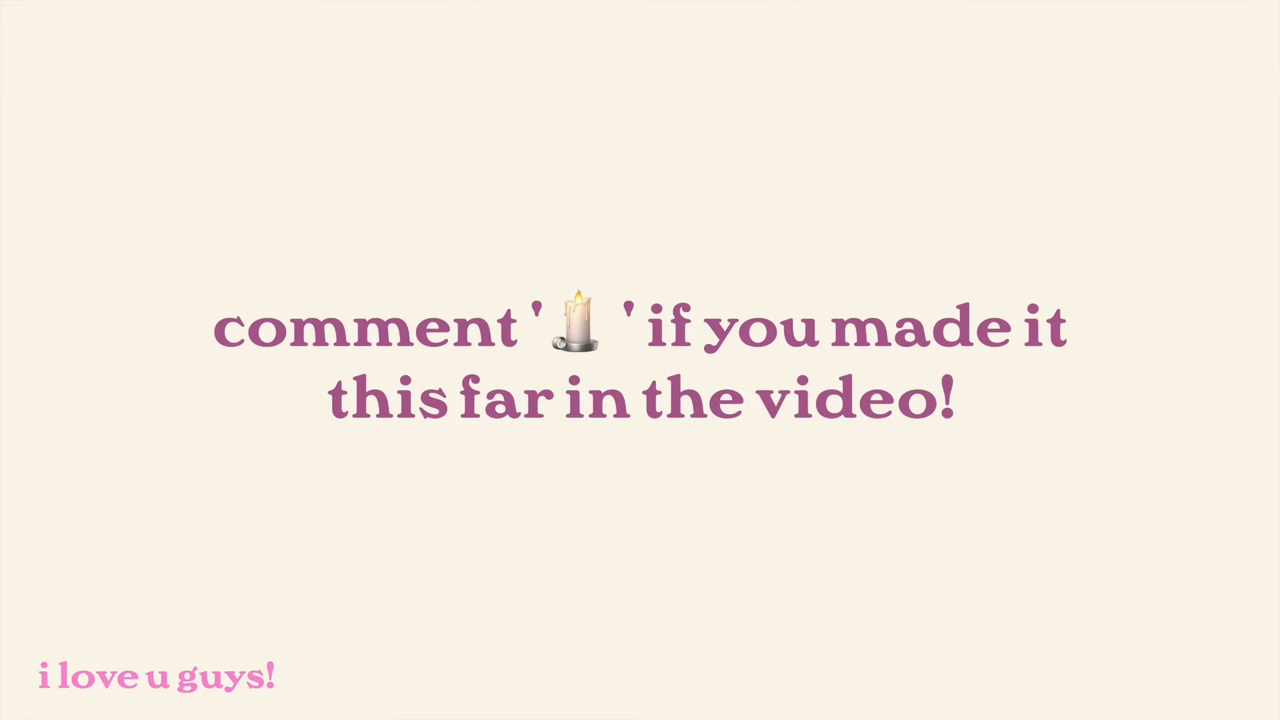 comment '🕯️' if you made it
this far in the video!
i love u guys!